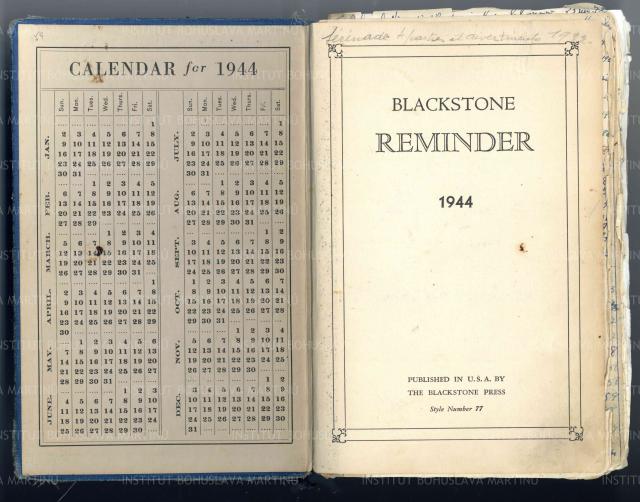 CALENDAR for 1944
Sun. Mon. Tues. Wed. Thurs. Fri. Sat.
JAN.
1
2 3 4 5 6 7 8
9 10 11 12 13 14 15
16 17 18 19 20 21 22
23 24 25 26 27 28 29
30 31
FEB.
1 2 3 4 5
6 7 8 9 10 11 12
13 14 15 16 17 18 19
20 21 22 23 24 25 26
27 28 29
MARCH.
1 2 3 4
5 6 7 8 9 10 11
12 13 14 15 16 17 18
19 20 21 22 23 24 25
26 27 28 29 30 31
APRIL.
1
2 3 4 5 6 7 8
9 10 11 12 13 14 15
16 17 18 19 20 21 22
23 24 25 26 27 28 29
30
MAY.
1 2 3 4 5 6
7 8 9 10 11 12 13
14 15 16 17 18 19 20
21 22 23 24 25 26 27
28 29 30 31
JUNE.
1 2 3
4 5 6 7 8 9 10
11 12 13 14 15 16 17
18 19 20 21 22 23 24
25 26 27 28 29 30
Sun. Mon. Tues. Wed. Thurs. Fri. Sat.
JULY.
1
2 3 4 5 6 7 8
9 10 11 12 13 14 15
16 17 18 19 20 21 22
23 24 25 26 27 28 29
30 31
AUG.
1 2 3 4 5
6 7 8 9 10 11 12
13 14 15 16 17 18 19
20 21 22 23 24 25 26
27 28 29 30 31
SEPT.
1 2
3 4 5 6 7 8 9
10 11 12 13 14 15 16
17 18 19 20 21 22 23
24 25 26 27 28 29 30
OCT.
1 2 3 4 5 6 7
8 9 10 11 12 13 14
15 16 17 18 19 20 21
22 23 24 25 26 27 28
29 30 31
NOV.
1 2 3 4
5 6 7 8 9 10 11
12 13 14 15 16 17 18
19 20 21 22 23 24 25
26 27 28 29 30
DEC.
1 2
3 4 5 6 7 8 9
10 11 12 13 14 15 16
17 18 19 20 21 22 23
24 25 26 27 28 29 30
31
BLACKSTONE
REMINDER
1944
PUBLISHED IN U.S.A. BY
THE BLACKSTONE PRESS
Style Number 77
INSTITUT BOHUSLAVA MARTINŮ